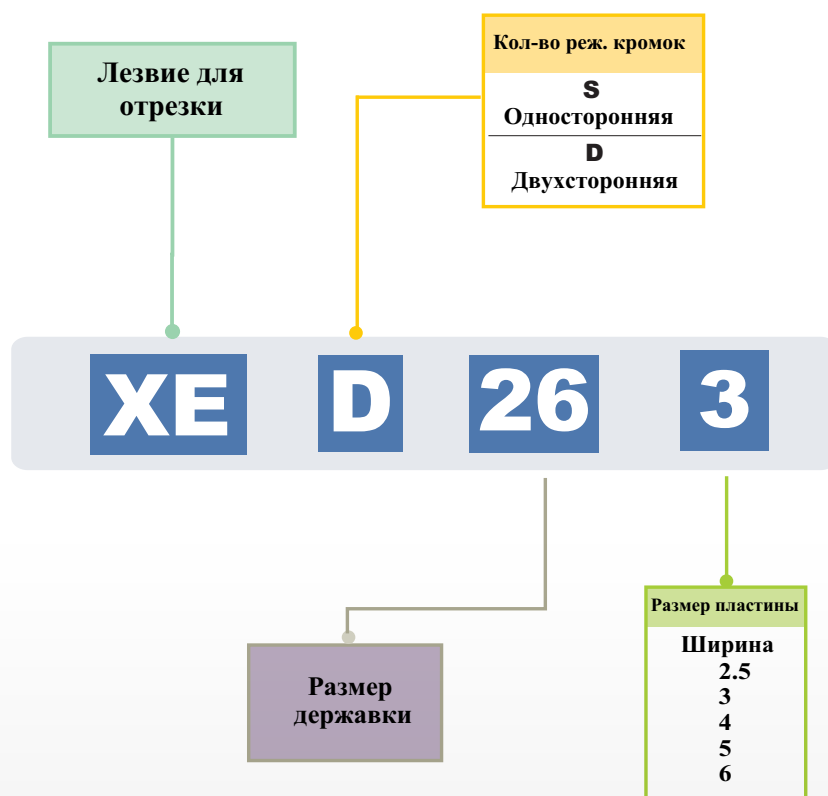 Лезвие для
отрезки
Кол-во реж. кромок
S
Односторонняя
D
Двухсторонняя
XE D 26 3
Размер
державки
Размер пластины
Ширина
2.5
3
4
5
6